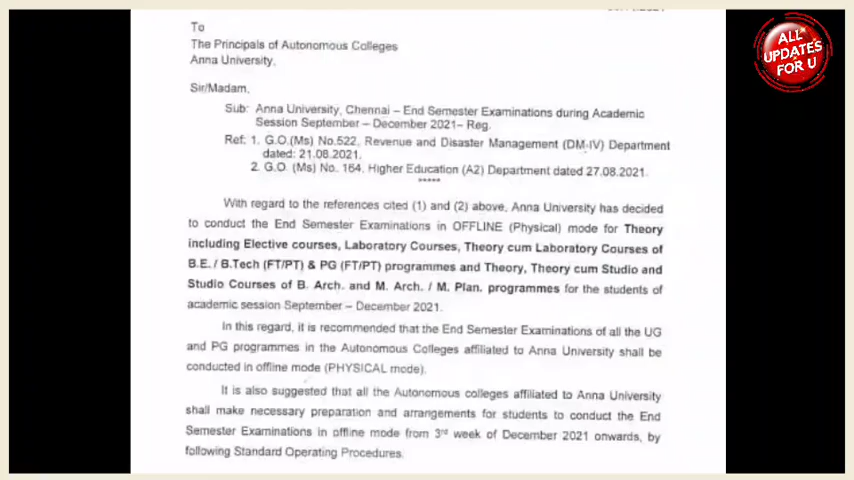 To
The Principals of Autonomous Colleges
Anna University,
Sir/Madam,
Sub: Anna University, Chennai – End Semester Examinations during Academic
Session September – December 2021– Reg.
Ref: 1. G.O.(Ms) No.522, Revenue and Disaster Management (DM-IV) Department
dated: 21.08.2021.
2. G.O. (Ms) No. 164, Higher Education (A2) Department dated 27.08.2021.
*****
With regard to the references cited (1) and (2) above, Anna University has decided
to conduct the End Semester Examinations in OFFLINE (Physical) mode for Theory
including Elective courses, Laboratory Courses, Theory cum Laboratory Courses of
B.E. / B.Tech (FT/PT) & PG (FT/PT) programmes and Theory, Theory cum Studio and
Studio Courses of B. Arch. and M. Arch. / M. Plan. programmes for the students of
academic session September – December 2021.
In this regard, it is recommended that the End Semester Examinations of all the UG
and PG programmes in the Autonomous Colleges affiliated to Anna University shall be
conducted in offline mode (PHYSICAL mode).
It is also suggested that all the Autonomous colleges affiliated to Anna University
shall make necessary preparation and arrangements for students to conduct the End
Semester Examinations in offline mode from 3rd week of December 2021 onwards, by
following Standard Operating Procedures.
ALL
UPDATES
FOR U